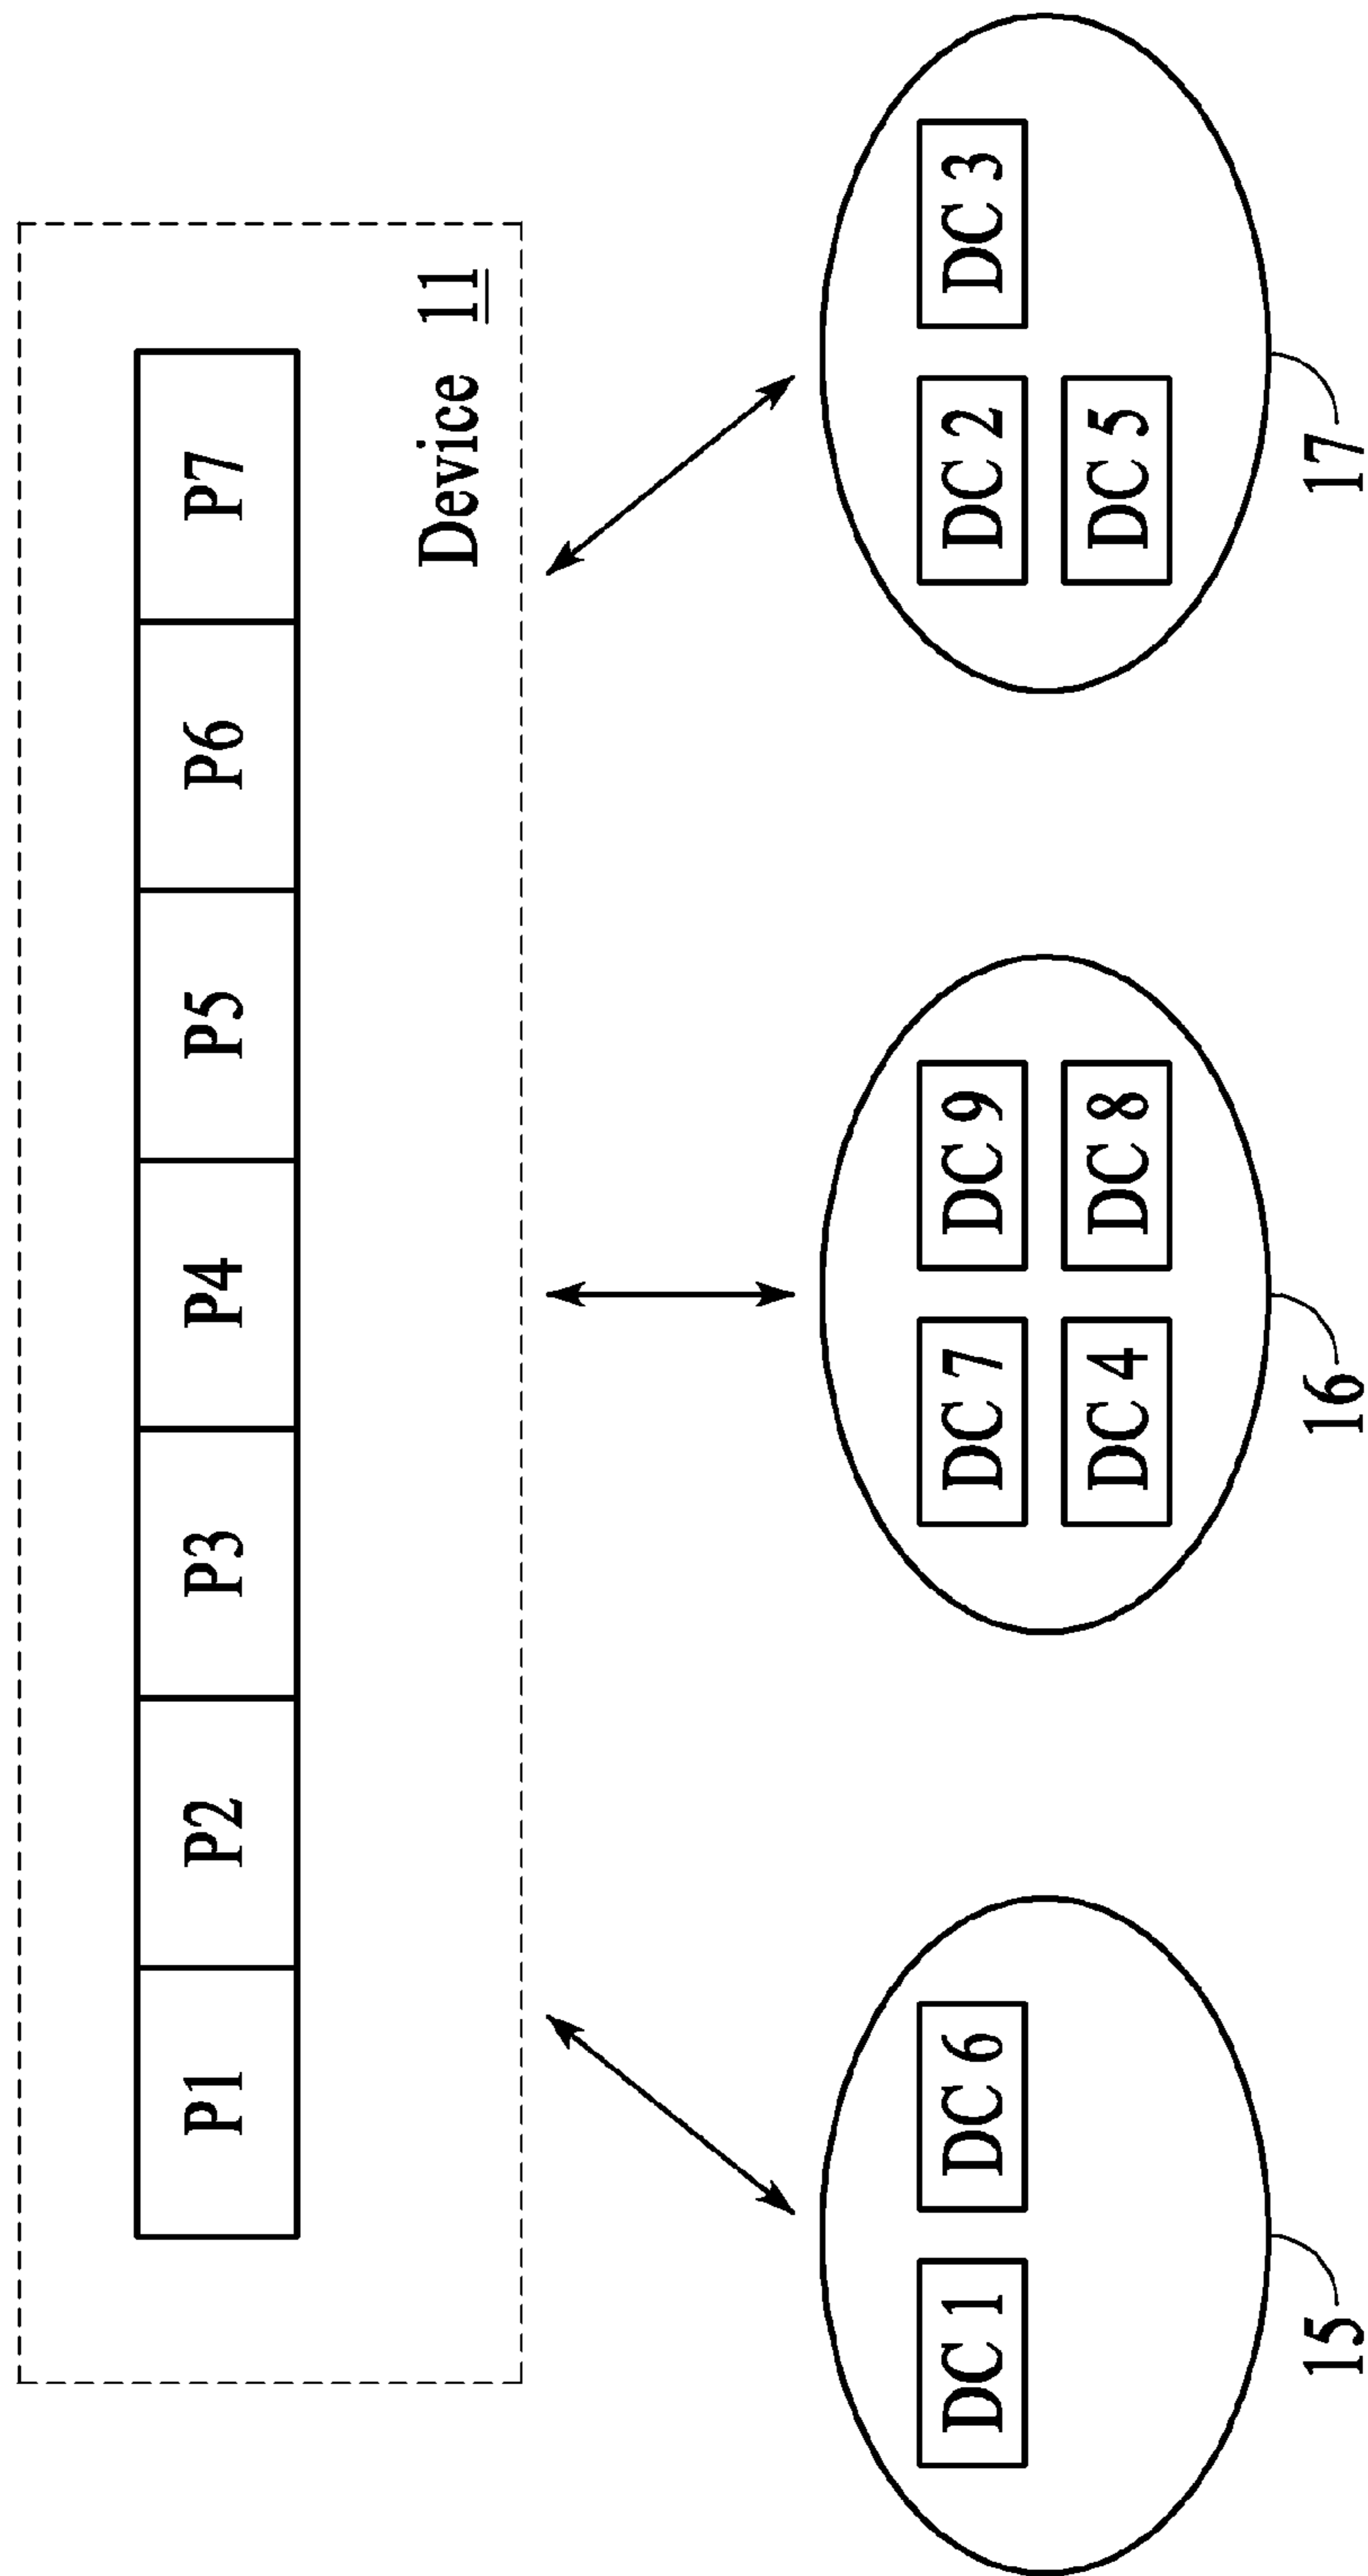 P1 P2 P3 P4 P5 P6 P7
Device 11
DC 1 DC 6
DC 7 DC 9
DC 4 DC 8
DC 2 DC 3
DC 5
15
16
17